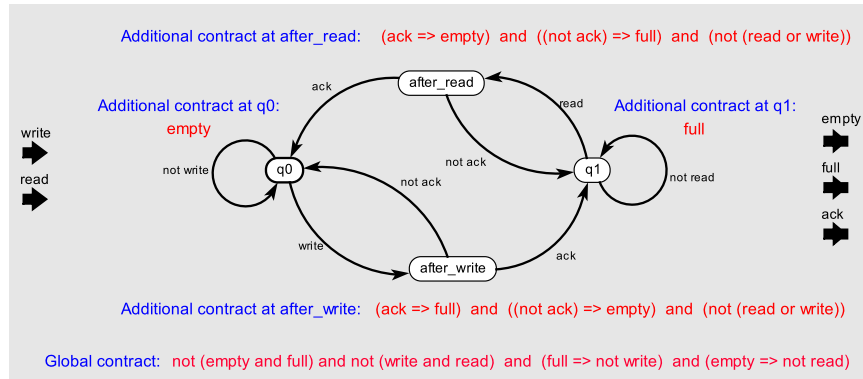 Additional contract at after_read: (ack => empty) and ((not ack) => full) and (not (read or write))
after_read
ack
read
Additional contract at q0:
empty
Additional contract at q1:
full
write
read
empty
full
ack
not write
q0
not ack
not ack
q1
not read
write
after_write
ack
Additional contract at after_write: (ack => full) and ((not ack) => empty) and (not (read or write))
Global contract: not (empty and full) and not (write and read) and (full => not write) and (empty => not read)